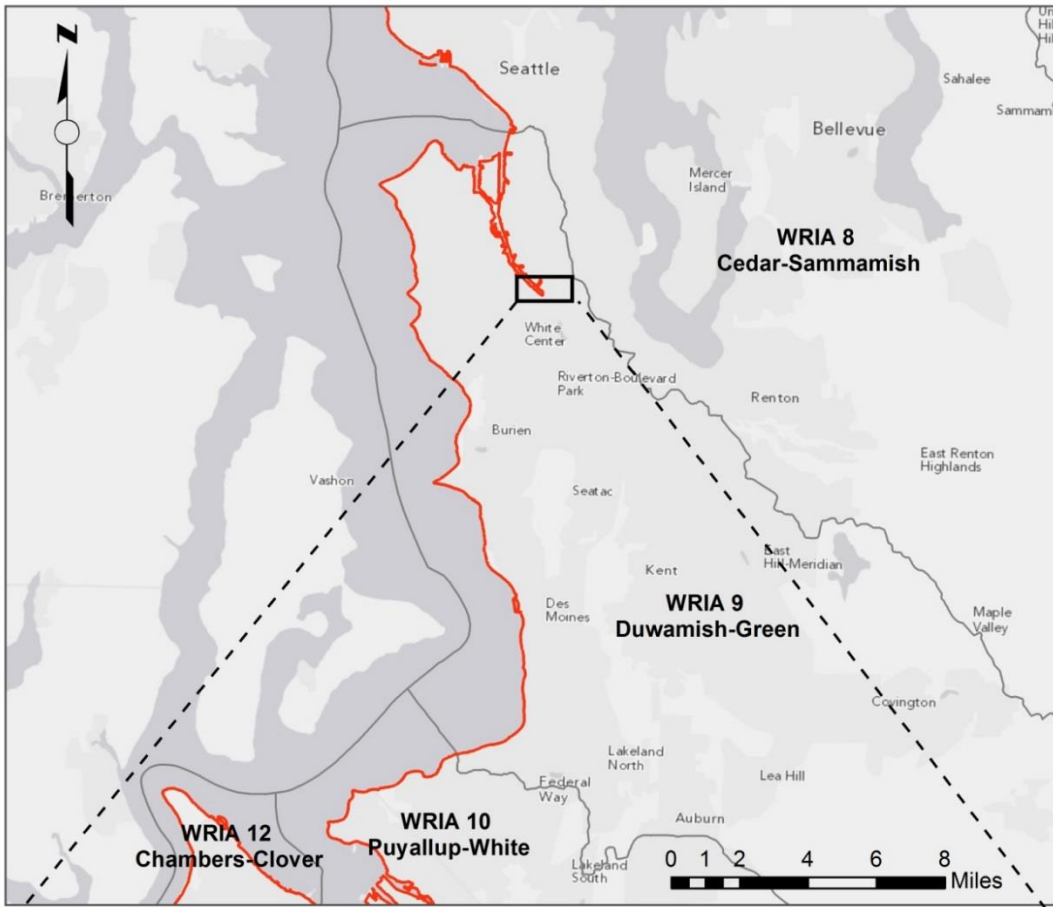 Z
Seattle
Un
Hil
Hil
Sahalee
Sammam
Bellevue
Mercer
Island
Bremerton
WRIA 8
Cedar-Sammamish
White
Center
Riverton-Boulevard
Park
Renton
Burien
East Renton
Highlands
Vashon
Seatac
East
Hill-Meridian
Kent
Des
Moines
WRIA 9
Duwamish-Green
Maple
Valley
Covington
Lakeland
North
Lea Hill
Federal
Way
WRIA 12
Chambers-Clover
WRIA 10
Puyallup-White
Auburn
Lakeland
South
0 1 2 4 6 8
Miles